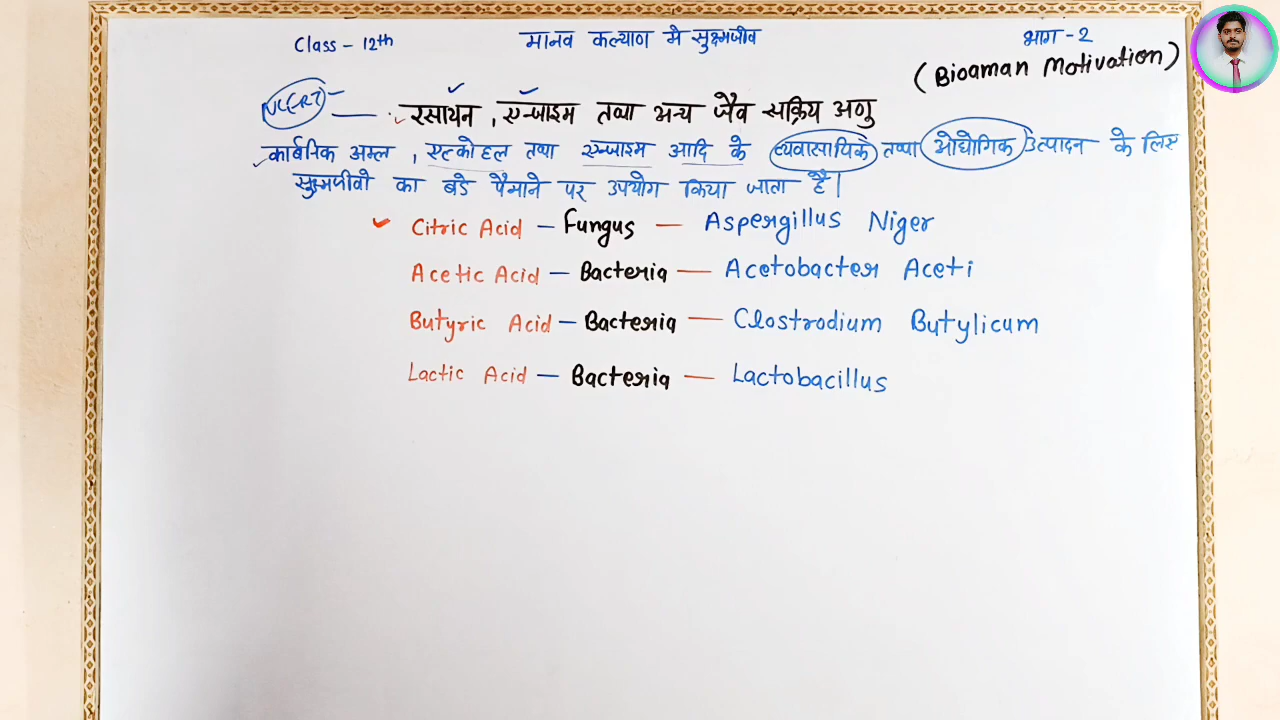 Class - 12th मानव कल्याण मे सुक्ष्मजीव भाग - 2
(Bioaman Motivation)
NCERT - रसायन , एन्जाइम तथा अन्य जैव सक्रिय अणु
कार्बनिक अम्ल , एल्कोहल तथा एन्जाइम आदि के व्यवासायिक तथा औधोगिक उत्पादन के लिए
सुक्ष्मजीवो का बडे पैमाने पर उपयोग किया जाता है|
Citric Acid - Fungus - Aspergillus Niger
Acetic Acid - Bacteria - Acetobacter Aceti
Butyric Acid - Bacteria - Clostrodium Butylicum
Lactic Acid - Bacteria - Lactobacillus